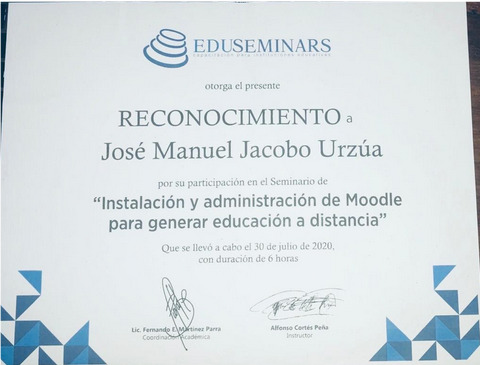 EDUSEMINARS
capacitación para instituciones educativas
otorga el presente
RECONOCIMIENTO a
José Manuel Jacobo Urzúa
por su participación en el Seminario de
“Instalación y administración de Moodle
para generar educación a distancia”
Que se llevó a cabo el 30 de julio de 2020,
con duración de 6 horas
Lic. Fernando E. Martínez Parra
Coordinación Académica
Alfonso Cortés Peña
Instructor